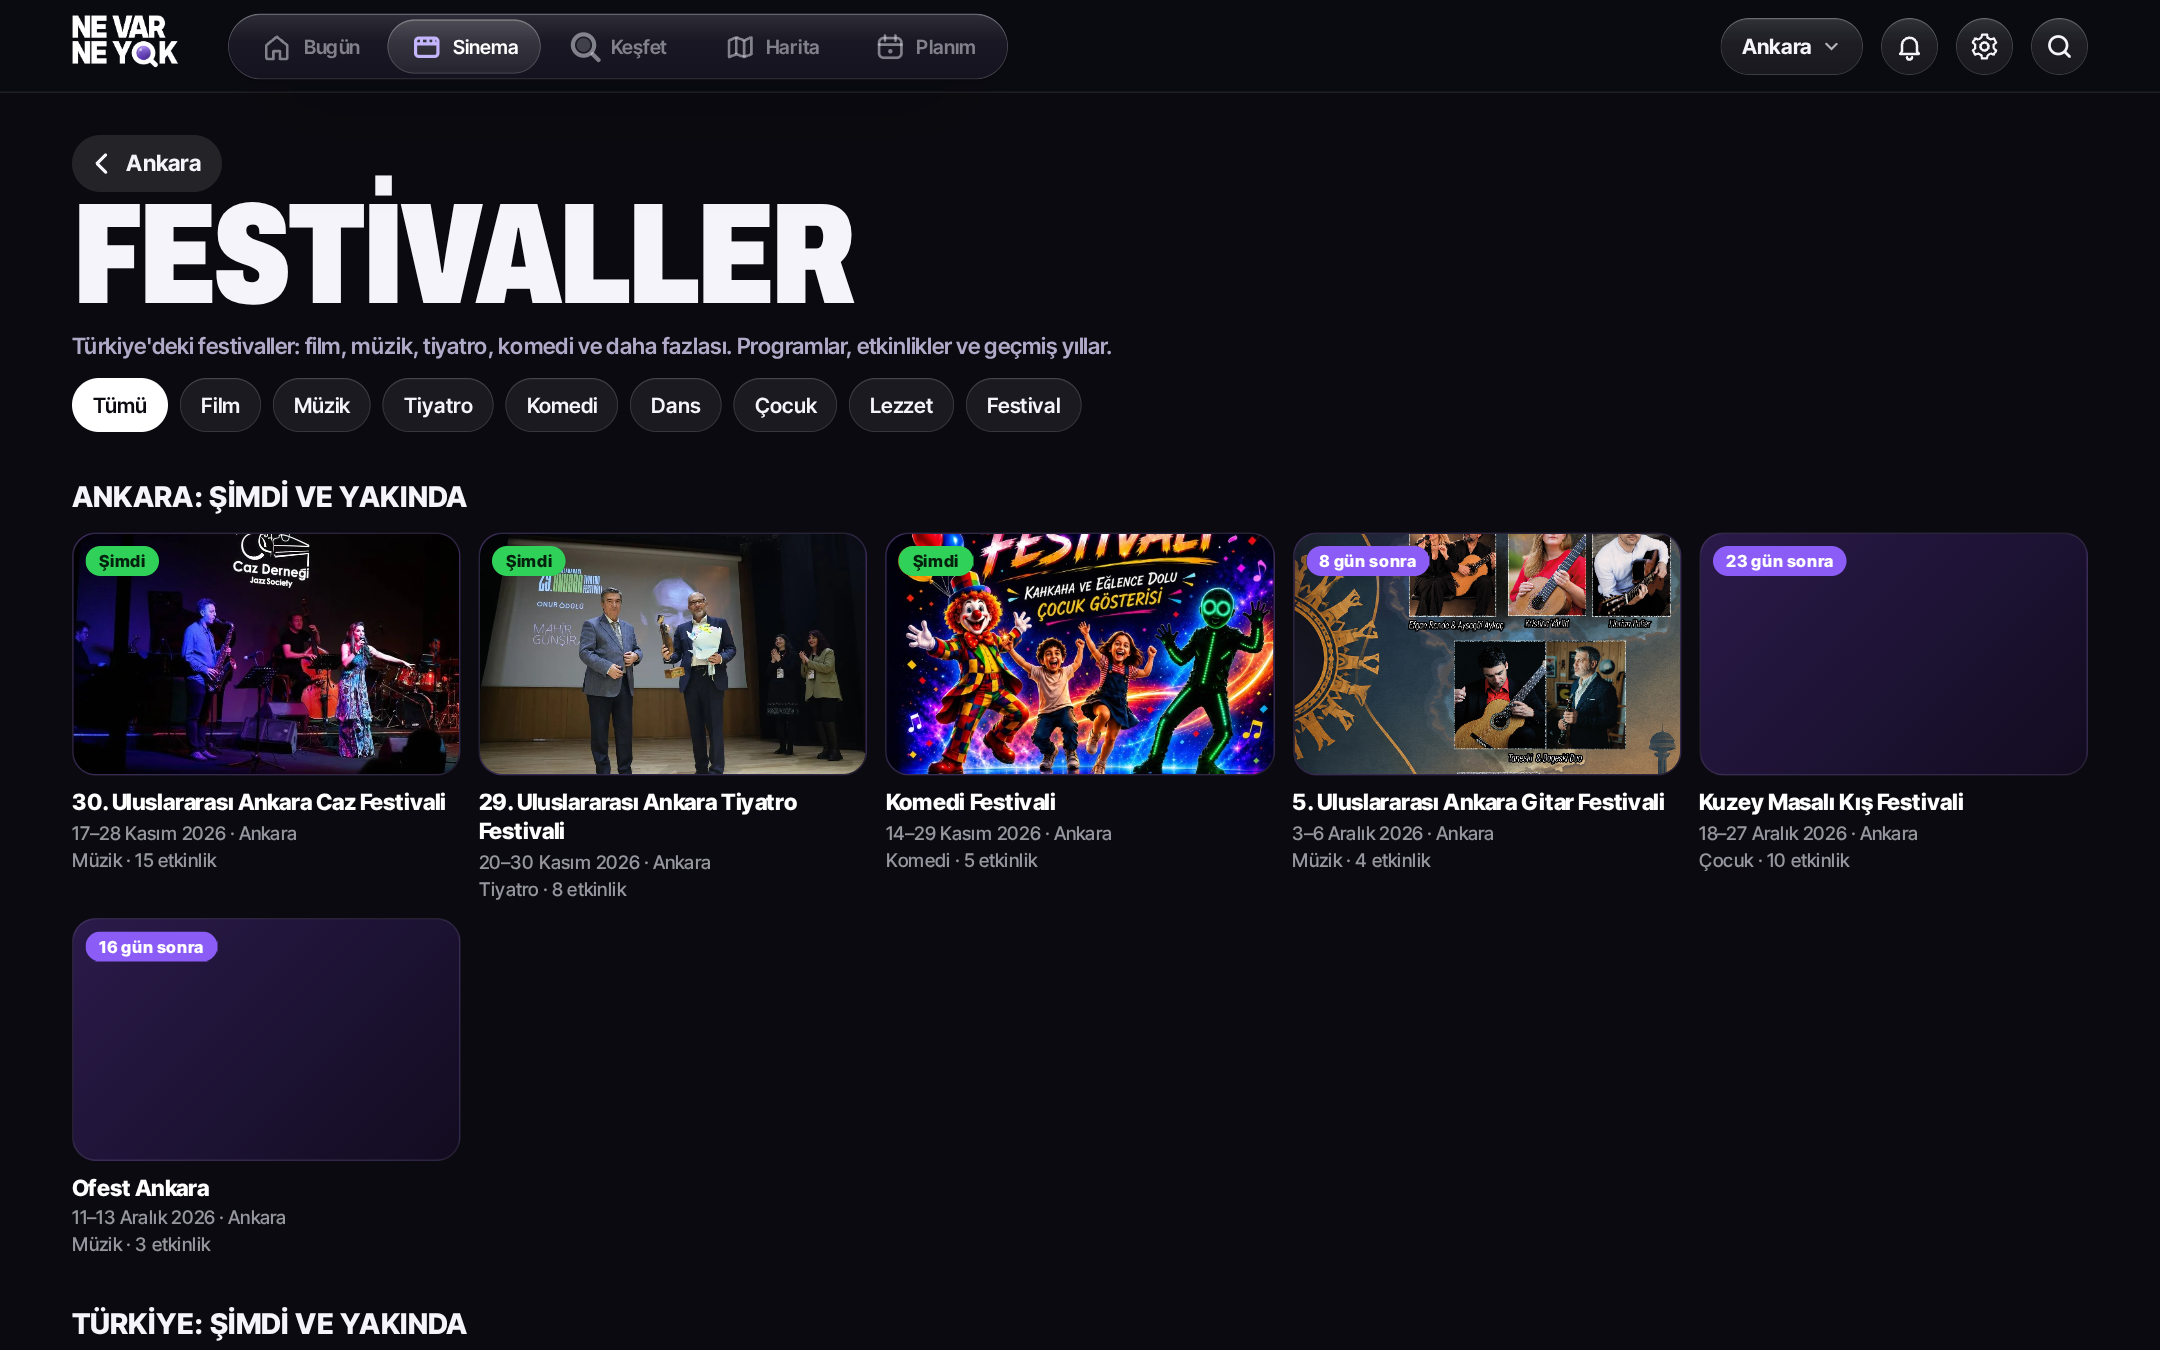 NE VAR
NE YOK
Bugün
Sinema
Keşfet
Harita
Planım
Ankara
Ankara
FESTİVALLER
Türkiye'deki festivaller: film, müzik, tiyatro, komedi ve daha fazlası. Programlar, etkinlikler ve geçmiş yıllar.
Tümü
Film
Müzik
Tiyatro
Komedi
Dans
Çocuk
Lezzet
Festival
ANKARA: ŞİMDİ VE YAKINDA
Şimdi
Caz Derneği
Jazz Society
30. Uluslararası Ankara Caz Festivali
17–28 Kasım 2026 · Ankara
Müzik · 15 etkinlik
Şimdi
ONUR ÖDÜLÜ
MAHİR
GÜNŞİRAY
29. Uluslararası Ankara Tiyatro
Festivali
20–30 Kasım 2026 · Ankara
Tiyatro · 8 etkinlik
Şimdi
FESTİVALİ
KAHKAHA VE EĞLENCE DOLU
ÇOCUK GÖSTERİSİ
Komedi Festivali
14–29 Kasım 2026 · Ankara
Komedi · 5 etkinlik
8 gün sonra
5. Uluslararası Ankara Gitar Festivali
3–6 Aralık 2026 · Ankara
Müzik · 4 etkinlik
23 gün sonra
Kuzey Masalı Kış Festivali
18–27 Aralık 2026 · Ankara
Çocuk · 10 etkinlik
16 gün sonra
Ofest Ankara
11–13 Aralık 2026 · Ankara
Müzik · 3 etkinlik
TÜRKİYE: ŞİMDİ VE YAKINDA